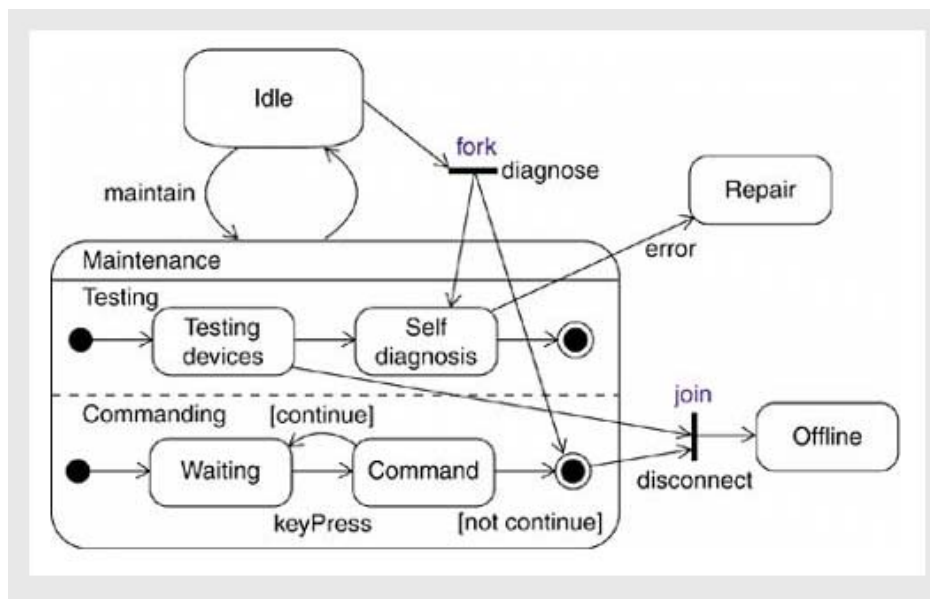 Idle
fork
diagnose
maintain
Repair
error
Maintenance
Testing
Testing
devices
Self
diagnosis
join
Commanding
[continue]
Offline
Waiting
Command
disconnect
keyPress
[not continue]